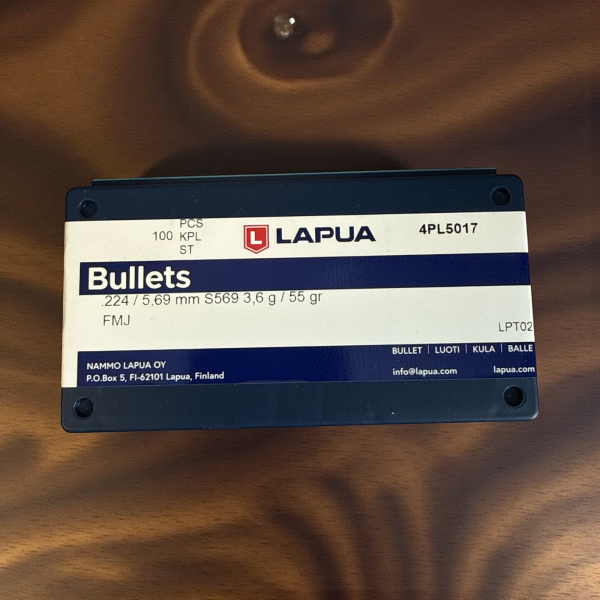 PCS
100 KPL
ST
L LAPUA
4PL5017
Bullets
.224 / 5,69 mm S569 3,6 g / 55 gr
FMJ
LPT02
BULLET | LUOTI | KULA | BALLE
NAMMO LAPUA OY
P.O.Box 5, FI-62101 Lapua, Finland
info@lapua.com lapua.com